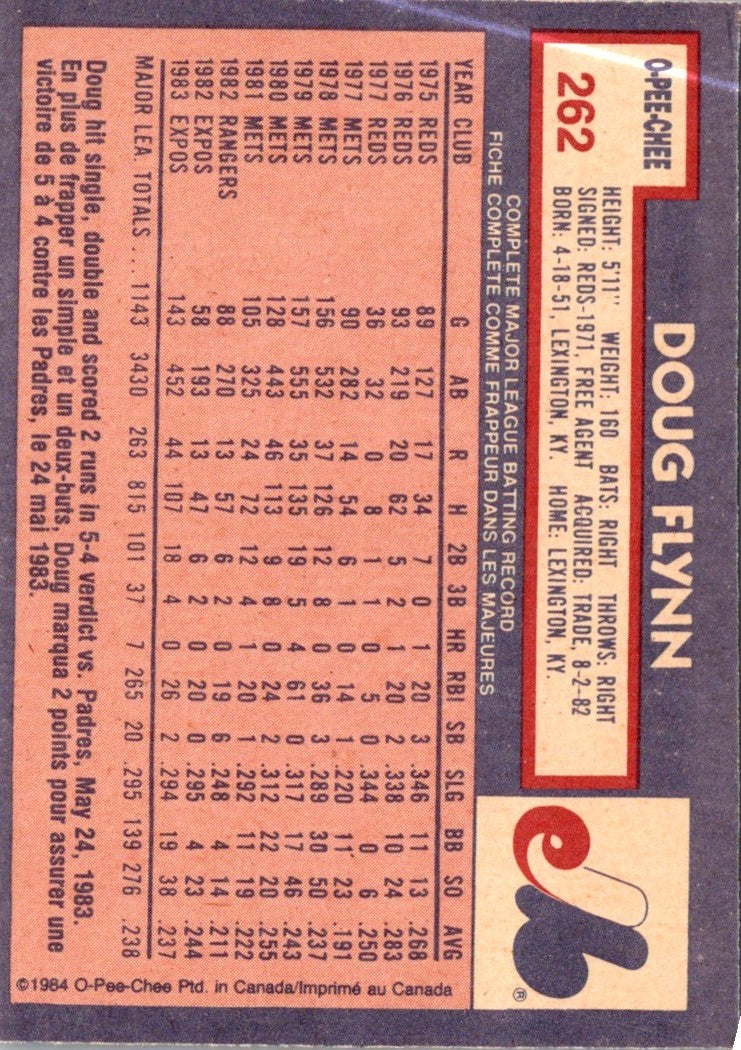 O-PEE-CHEE
262
DOUG FLYNN
HEIGHT: 5'11" WEIGHT: 160 BATS: RIGHT THROWS: RIGHT
SIGNED: REDS-1971, FREE AGENT ACQUIRED: TRADE, 8-2-82
BORN: 4-18-51, LEXINGTON, KY. HOME: LEXINGTON, KY.
®
COMPLETE MAJOR LEAGUE BATTING RECORD
FICHE COMPLETE COMME FRAPPEUR DANS LES MAJEURES
YEAR CLUB G AB R H 2B 3B HR RBI SB SLG BB SO AVG
1975 REDS 89 127 17 34 7 0 1 20 3 .346 11 13 .268
1976 REDS 93 219 20 62 5 2 1 20 2 .338 10 24 .283
1977 REDS 36 32 0 8 1 1 0 5 0 .344 0 6 .250
1977 METS 90 282 14 54 6 1 0 14 1 .220 11 23 .191
1978 METS 156 532 37 126 12 8 0 36 3 .289 30 50 .237
1979 METS 157 555 35 135 19 5 4 61 0 .317 17 46 .243
1980 METS 128 443 46 113 9 8 0 24 2 .312 22 20 .255
1981 METS 105 325 24 72 12 4 1 20 1 .292 11 19 .222
1982 RANGERS 88 270 13 57 6 2 0 19 6 .248 4 14 .211
1982 EXPOS 58 193 13 47 6 2 0 20 0 .295 4 23 .244
1983 EXPOS 143 452 44 107 18 4 0 26 2 .294 19 38 .237
MAJOR LEA. TOTALS ... 1143 3430 263 815 101 37 7 265 20 .295 139 276 .238
Doug hit single, double and scored 2 runs in 5-4 verdict vs. Padres, May 24, 1983.
En plus de frapper un simple et un deux-buts, Doug marqua 2 points pour assurer une
victoire de 5 à 4 contre les Padres, le 24 mai 1983.
©1984 O-Pee-Chee Ptd. in Canada/Imprimé au Canada